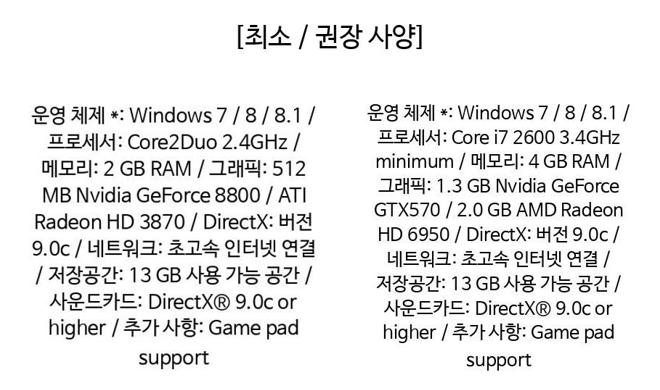 [최소 / 권장 사양]
운영 체제 *: Windows 7 / 8 / 8.1 /
프로세서: Core2Duo 2.4GHz /
메모리: 2 GB RAM / 그래픽: 512
MB Nvidia GeForce 8800 / ATI
Radeon HD 3870 / DirectX: 버전
9.0c / 네트워크: 초고속 인터넷 연결
/ 저장공간: 13 GB 사용 가능 공간 /
사운드카드: DirectX® 9.0c or
higher / 추가 사항: Game pad
support
운영 체제 *: Windows 7 / 8 / 8.1 /
프로세서: Core i7 2600 3.4GHz
minimum / 메모리: 4 GB RAM /
그래픽: 1.3 GB Nvidia GeForce
GTX570 / 2.0 GB AMD Radeon
HD 6950 / DirectX: 버전 9.0c /
네트워크: 초고속 인터넷 연결 /
저장공간: 13 GB 사용 가능 공간 /
사운드카드: DirectX® 9.0c or
higher / 추가 사항: Game pad
support